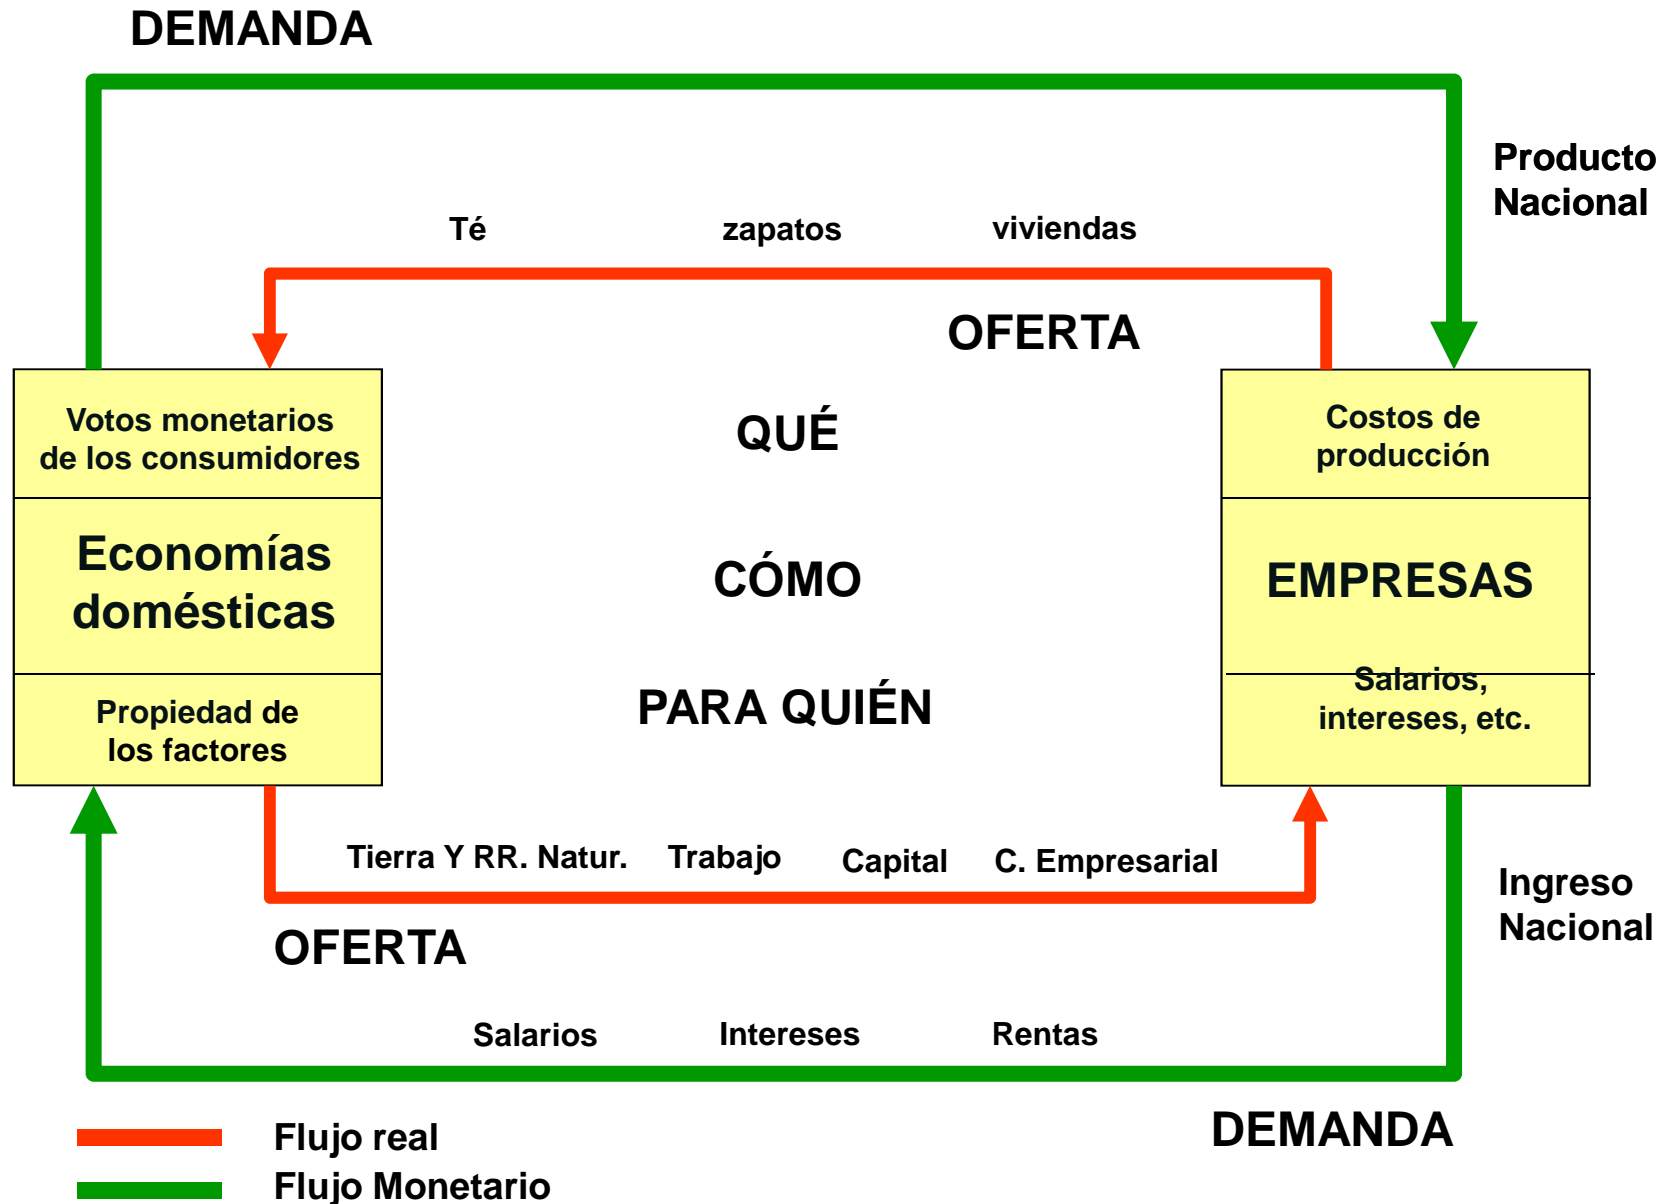 DEMANDA
Producto
Nacional
Té zapatos viviendas
OFERTA
Votos monetarios
de los consumidores
Economías
domésticas
Propiedad de
los factores
QUÉ
CÓMO
PARA QUIÉN
Costos de
producción
EMPRESAS
Salarios,
intereses, etc.
Tierra Y RR. Natur. Trabajo Capital C. Empresarial
OFERTA
Ingreso
Nacional
Salarios Intereses Rentas
DEMANDA
Flujo real
Flujo Monetario